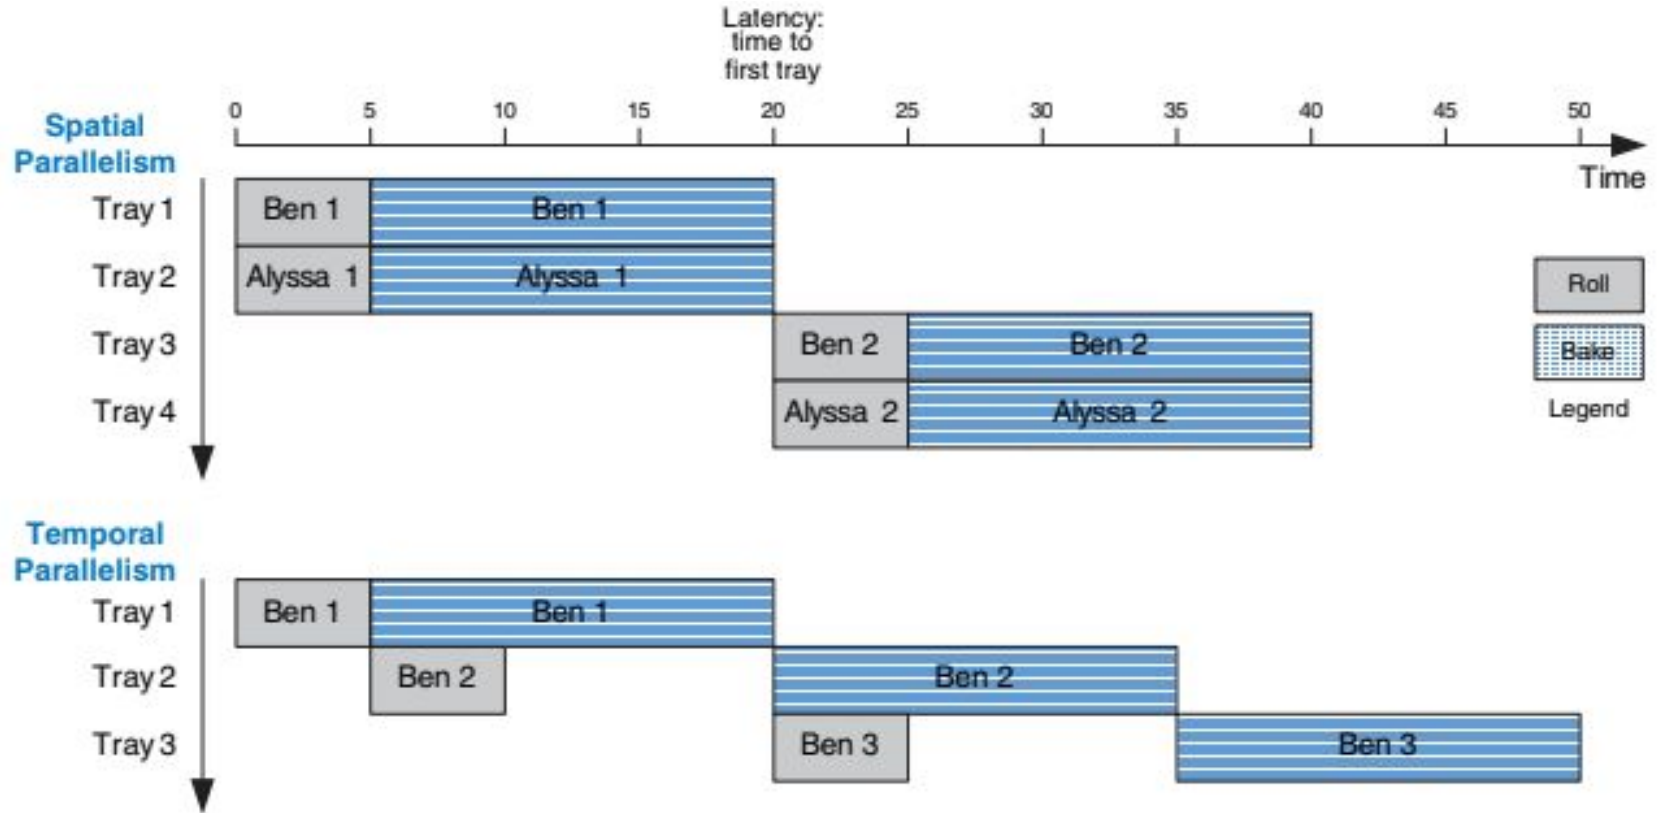 Latency:
time to
first tray
0 5 10 15 20 25 30 35 40 45 50
Spatial
Parallelism
Time
Tray 1 Ben 1 Ben 1
Tray 2 Alyssa 1 Alyssa 1
Roll
Tray 3 Ben 2 Ben 2
Bake
Tray 4 Alyssa 2 Alyssa 2
Legend
Temporal
Parallelism
Tray 1 Ben 1 Ben 1
Tray 2 Ben 2 Ben 2
Tray 3 Ben 3 Ben 3